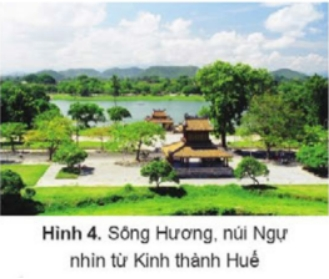 Hình 4. Sông Hương, núi Ngự
nhìn từ Kinh thành Huế